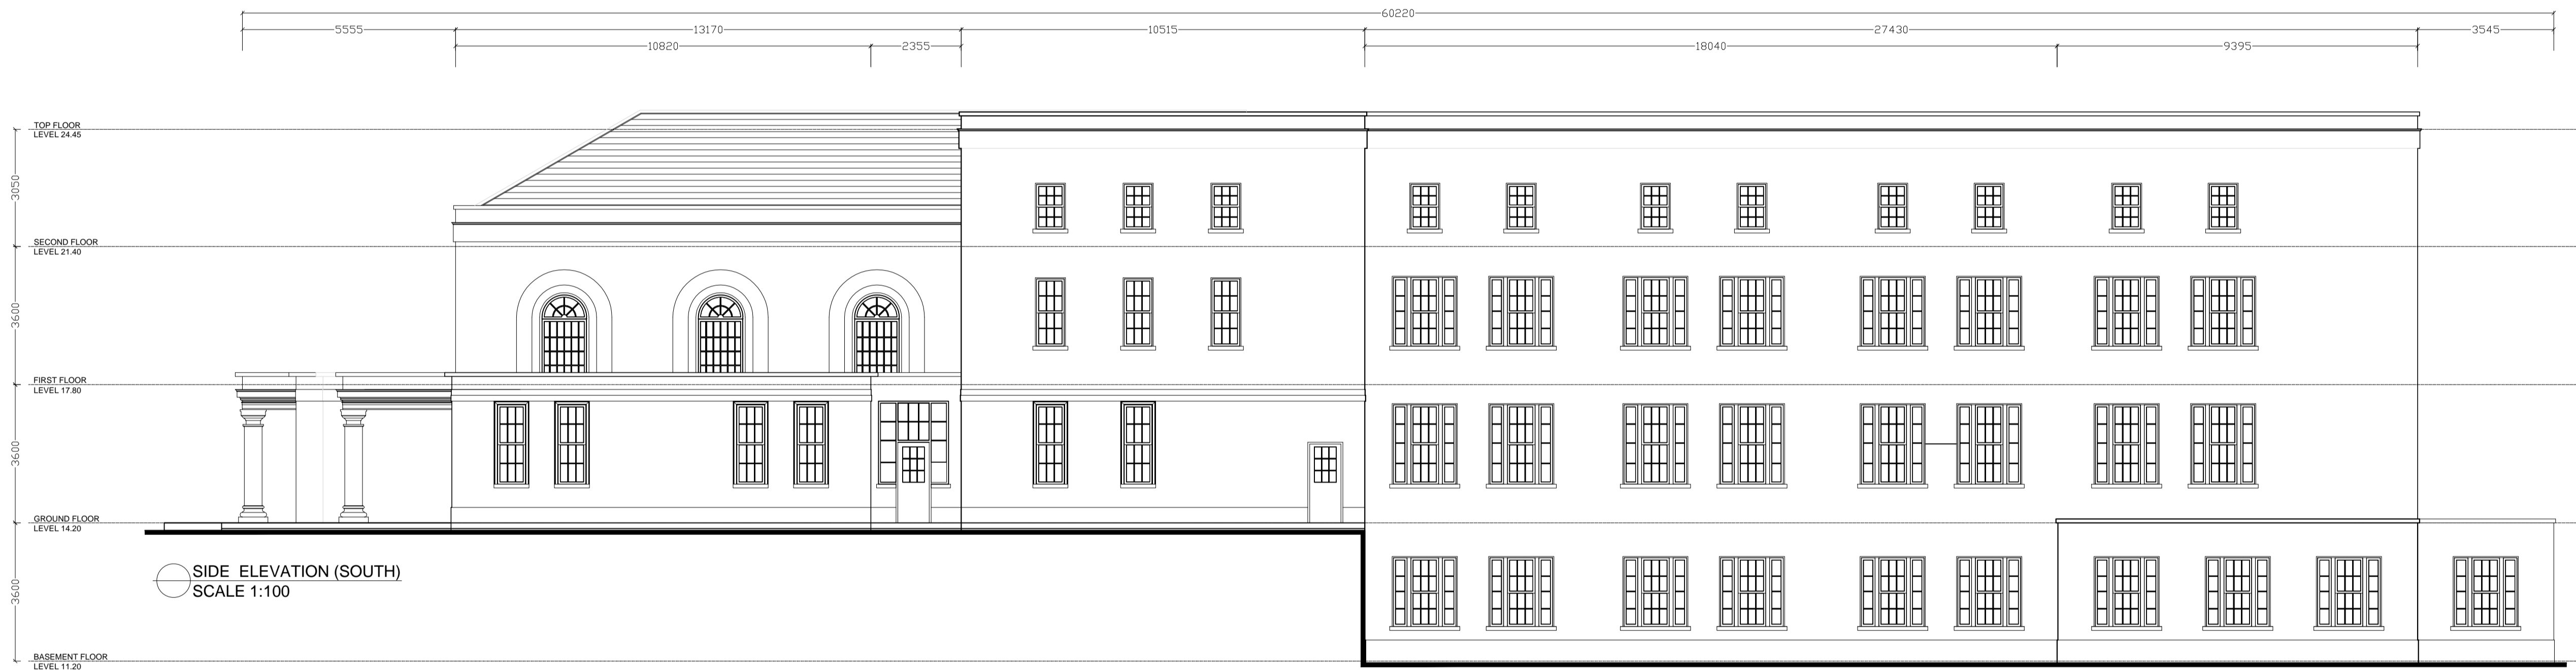 60220
5555
13170
10515
27430
3545
10820
2355
18040
9395
TOP FLOOR
LEVEL 24.45
3050
SECOND FLOOR
LEVEL 21.40
3600
FIRST FLOOR
LEVEL 17.80
3600
GROUND FLOOR
LEVEL 14.20
SIDE ELEVATION (SOUTH)
SCALE 1:100
3600
BASEMENT FLOOR
LEVEL 11.20